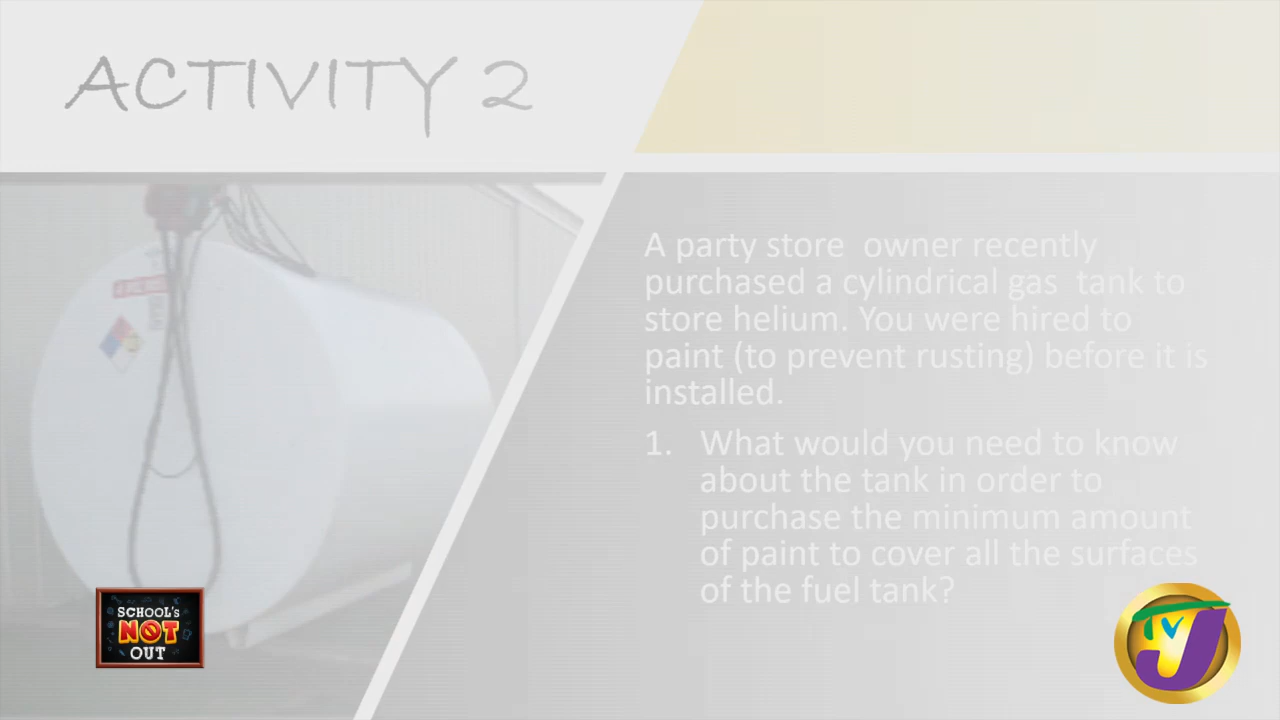 ACTIVITY 2
A party store owner recently
purchased a cylindrical gas tank to
store helium. You were hired to
paint (to prevent rusting) before it is
installed.
1. What would you need to know
about the tank in order to
purchase the minimum amount
of paint to cover all the surfaces
of the fuel tank?
SCHOOL'S
NOT
OUT
TVJ